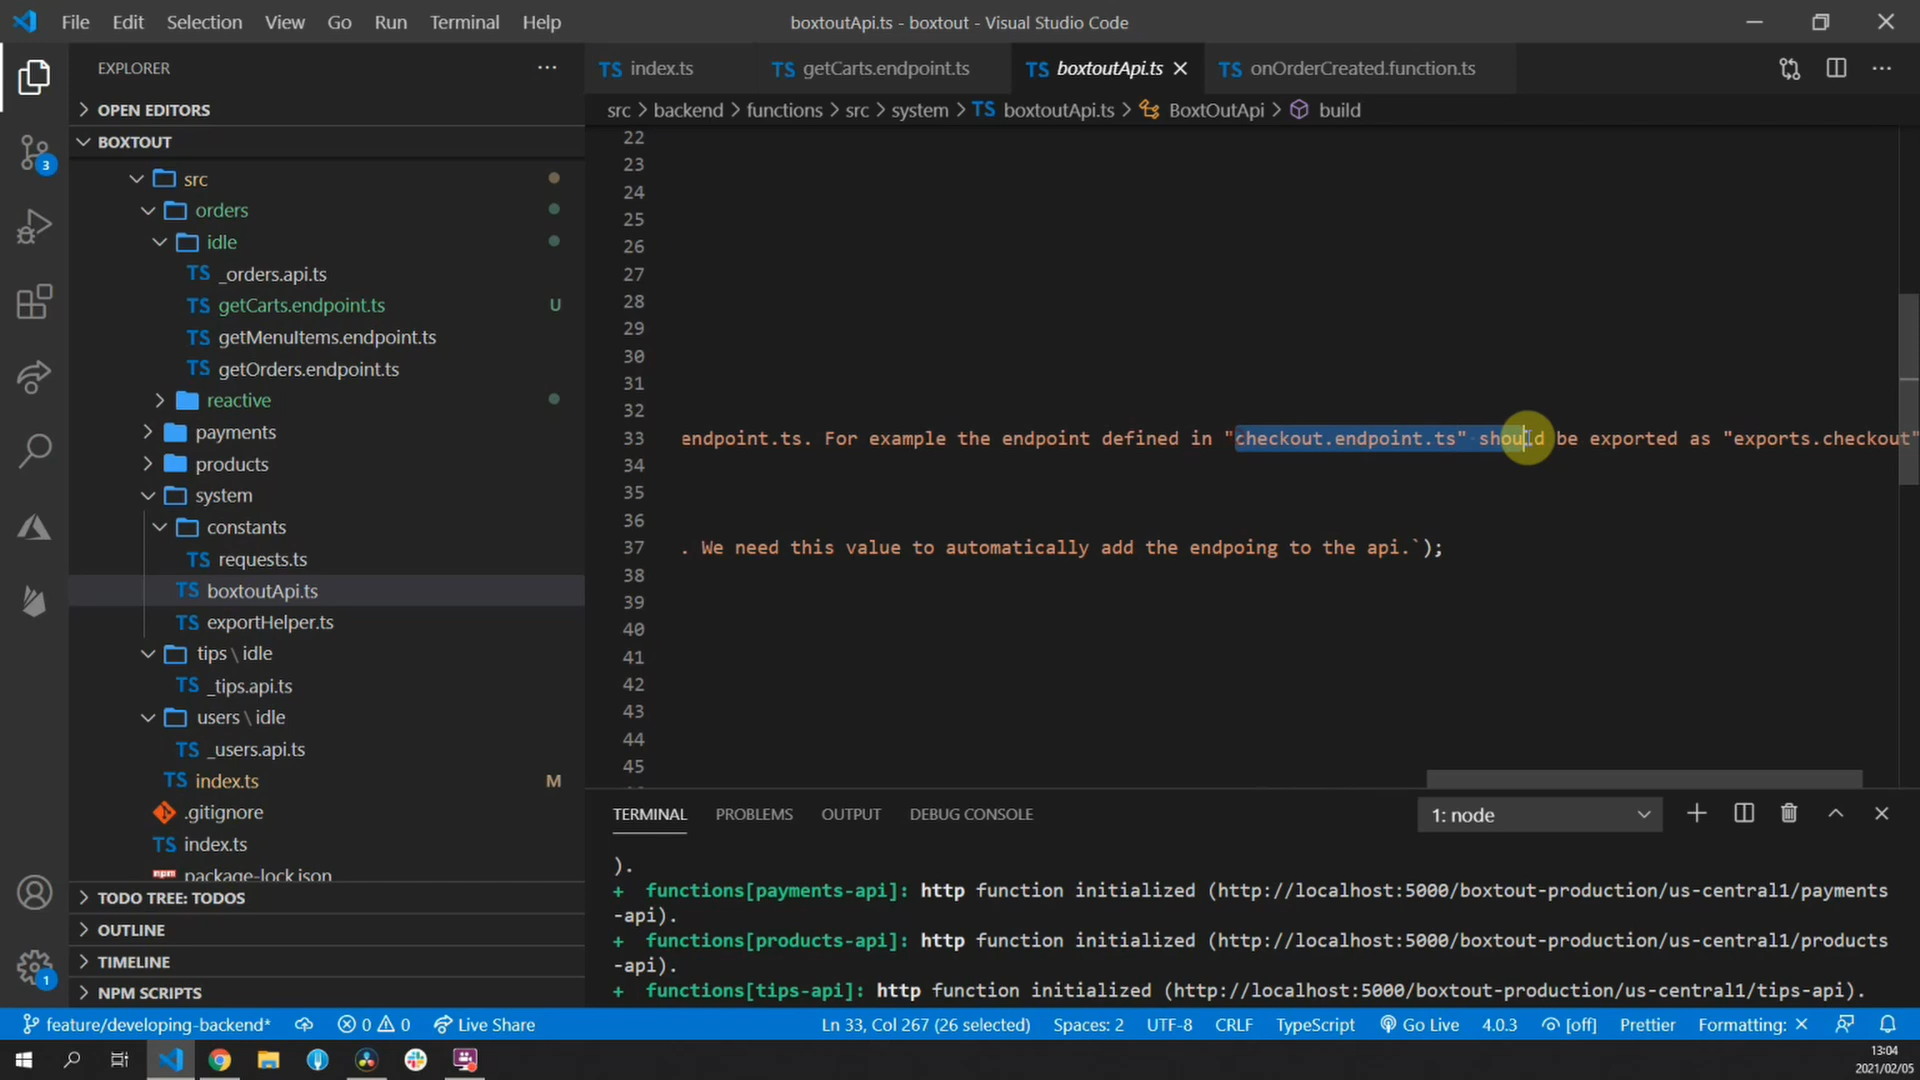 File Edit Selection View Go Run Terminal Help
boxtoutApi.ts - boxtout - Visual Studio Code
EXPLORER
TS index.ts
TS getCarts.endpoint.ts
TS boxtoutApi.ts
TS onOrderCreated.function.ts
src > backend > functions > src > system > TS boxtoutApi.ts > BoxtOutApi > build
OPEN EDITORS
BOXTOUT
src
orders
idle
TS _orders.api.ts
TS getCarts.endpoint.ts U
TS getMenuItems.endpoint.ts
TS getOrders.endpoint.ts
reactive
payments
products
system
constants
TS requests.ts
TS boxtoutApi.ts
TS exportHelper.ts
tips \ idle
TS _tips.api.ts
users \ idle
TS _users.api.ts
TS index.ts M
.gitignore
TS index.ts
npm package-lock.json
TODO TREE: TODOS
OUTLINE
TIMELINE
NPM SCRIPTS
3
1
22
23
24
25
26
27
28
29
30
31
32
33 endpoint.ts. For example the endpoint defined in "checkout.endpoint.ts" should be exported as "exports.checkout"
34
35
36
37 . We need this value to automatically add the endpoing to the api.`);
38
39
40
41
42
43
44
45
TERMINAL PROBLEMS OUTPUT DEBUG CONSOLE
1: node
).
+ functions[payments-api]: http function initialized (http://localhost:5000/boxtout-production/us-central1/payments
-api).
+ functions[products-api]: http function initialized (http://localhost:5000/boxtout-production/us-central1/products
-api).
+ functions[tips-api]: http function initialized (http://localhost:5000/boxtout-production/us-central1/tips-api).
feature/developing-backend* 0 0 Live Share
Ln 33, Col 267 (26 selected) Spaces: 2 UTF-8 CRLF TypeScript Go Live 4.0.3 [off] Prettier Formatting: ×
13:04
2021/02/05